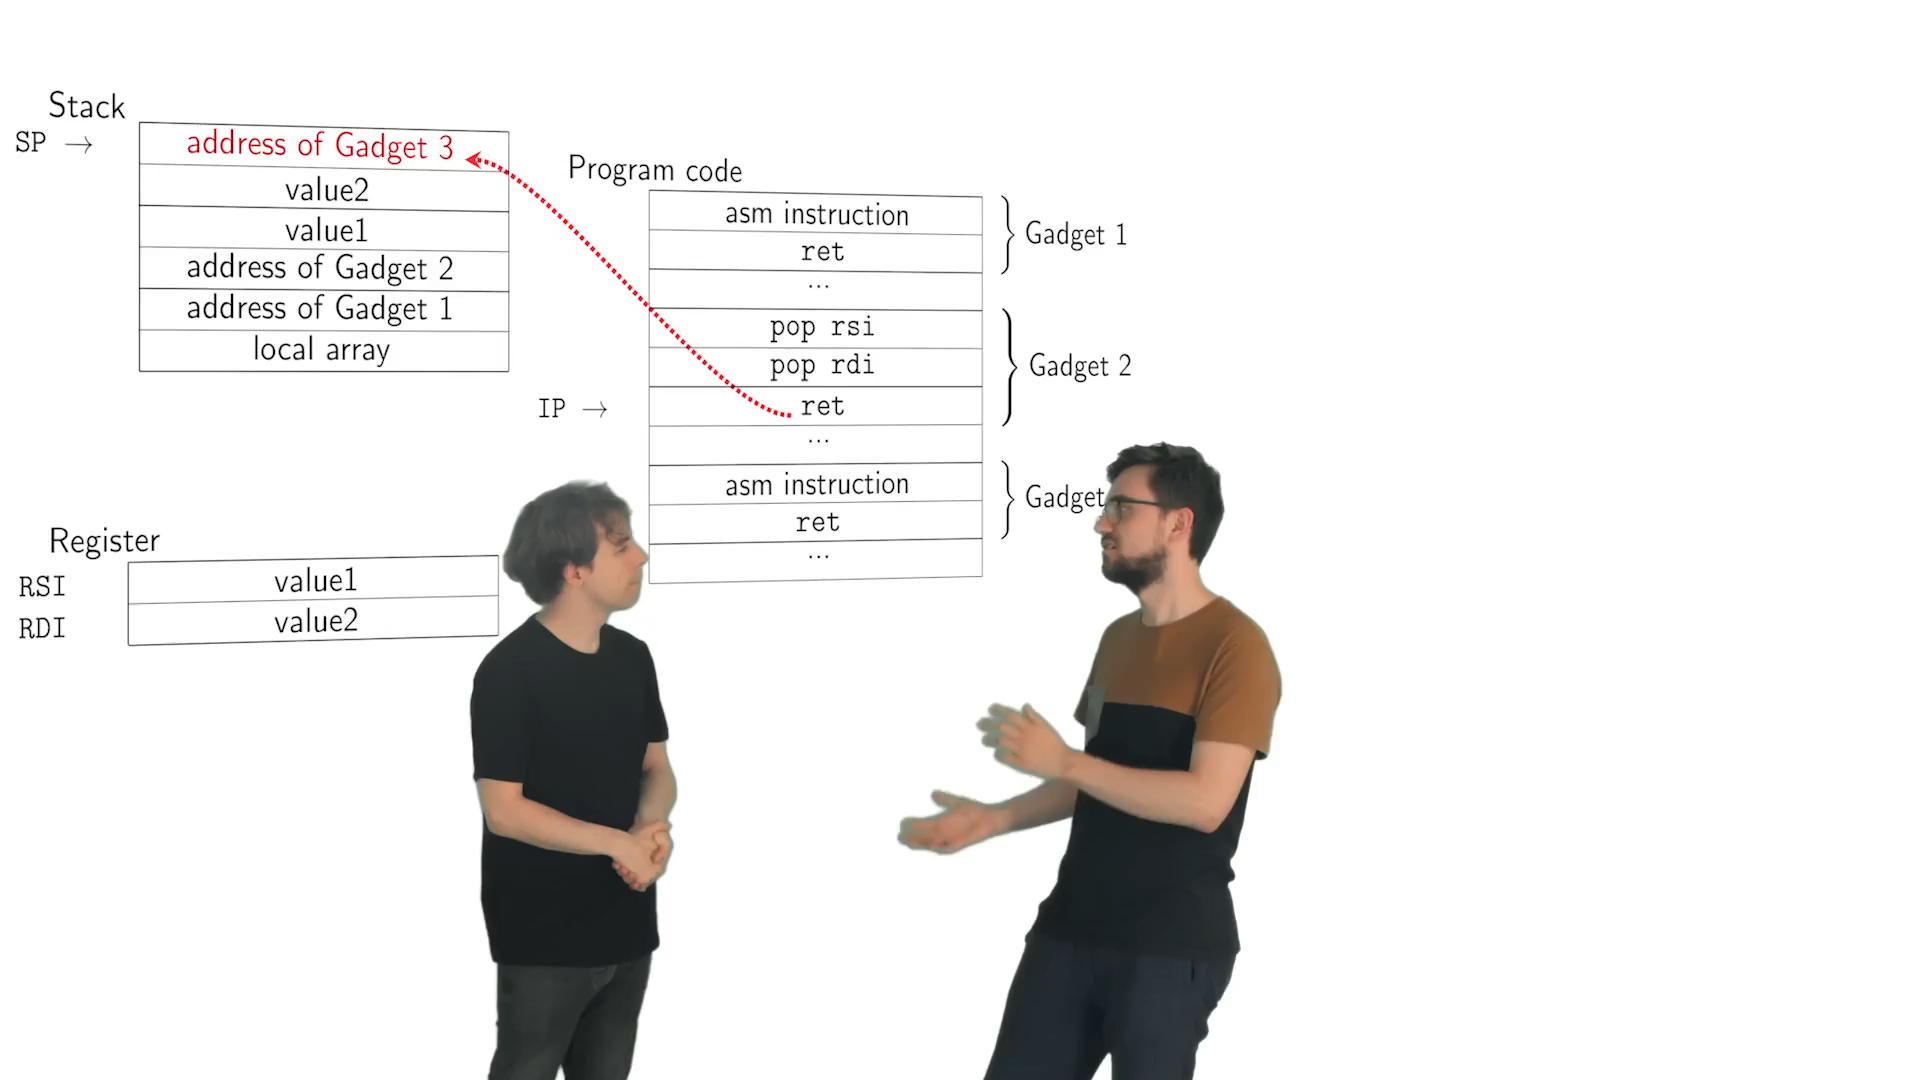 Stack
SP →
address of Gadget 3
value2
value1
address of Gadget 2
address of Gadget 1
local array
Program code
asm instruction
ret
...
pop rsi
pop rdi
IP →
ret
...
asm instruction
ret
...
Gadget 1
Gadget 2
Gadget
Register
RSI
value1
RDI
value2